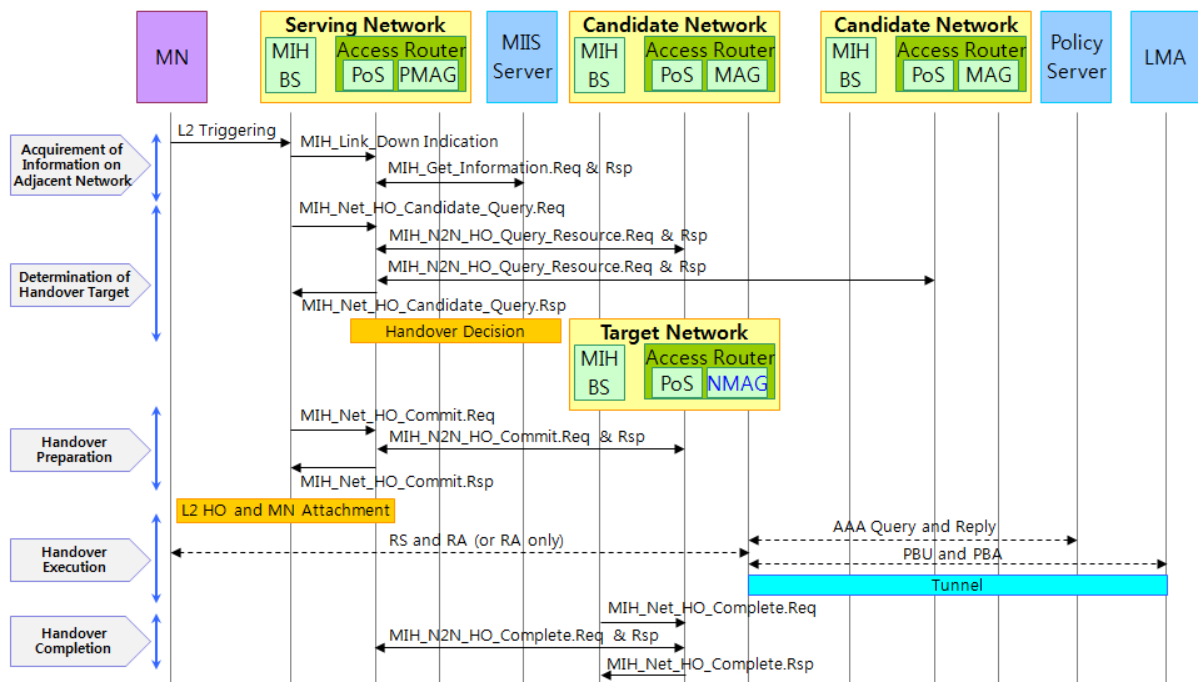 MN
Serving Network
MIH
BS
Access Router
PoS
PMAG
MIIS
Server
Candidate Network
MIH
BS
Access Router
PoS
MAG
Candidate Network
MIH
BS
Access Router
PoS
MAG
Policy
Server
LMA
Acquirement of
Information on
Adjacent Network
L2 Triggering
MIH_Link_Down Indication
MIH_Get_Information.Req & Rsp
Determination of
Handover Target
MIH_Net_HO_Candidate_Query.Req
MIH_N2N_HO_Query_Resource.Req & Rsp
MIH_N2N_HO_Query_Resource.Req & Rsp
MIH_Net_HO_Candidate_Query.Rsp
Handover Decision
Target Network
MIH
BS
Access Router
PoS
NMAG
Handover
Preparation
MIH_Net_HO_Commit.Req
MIH_N2N_HO_Commit.Req & Rsp
MIH_Net_HO_Commit.Rsp
L2 HO and MN Attachment
Handover
Execution
AAA Query and Reply
RS and RA (or RA only)
PBU and PBA
Tunnel
Handover
Completion
MIH_Net_HO_Complete.Req
MIH_N2N_HO_Complete.Req & Rsp
MIH_Net_HO_Complete.Rsp